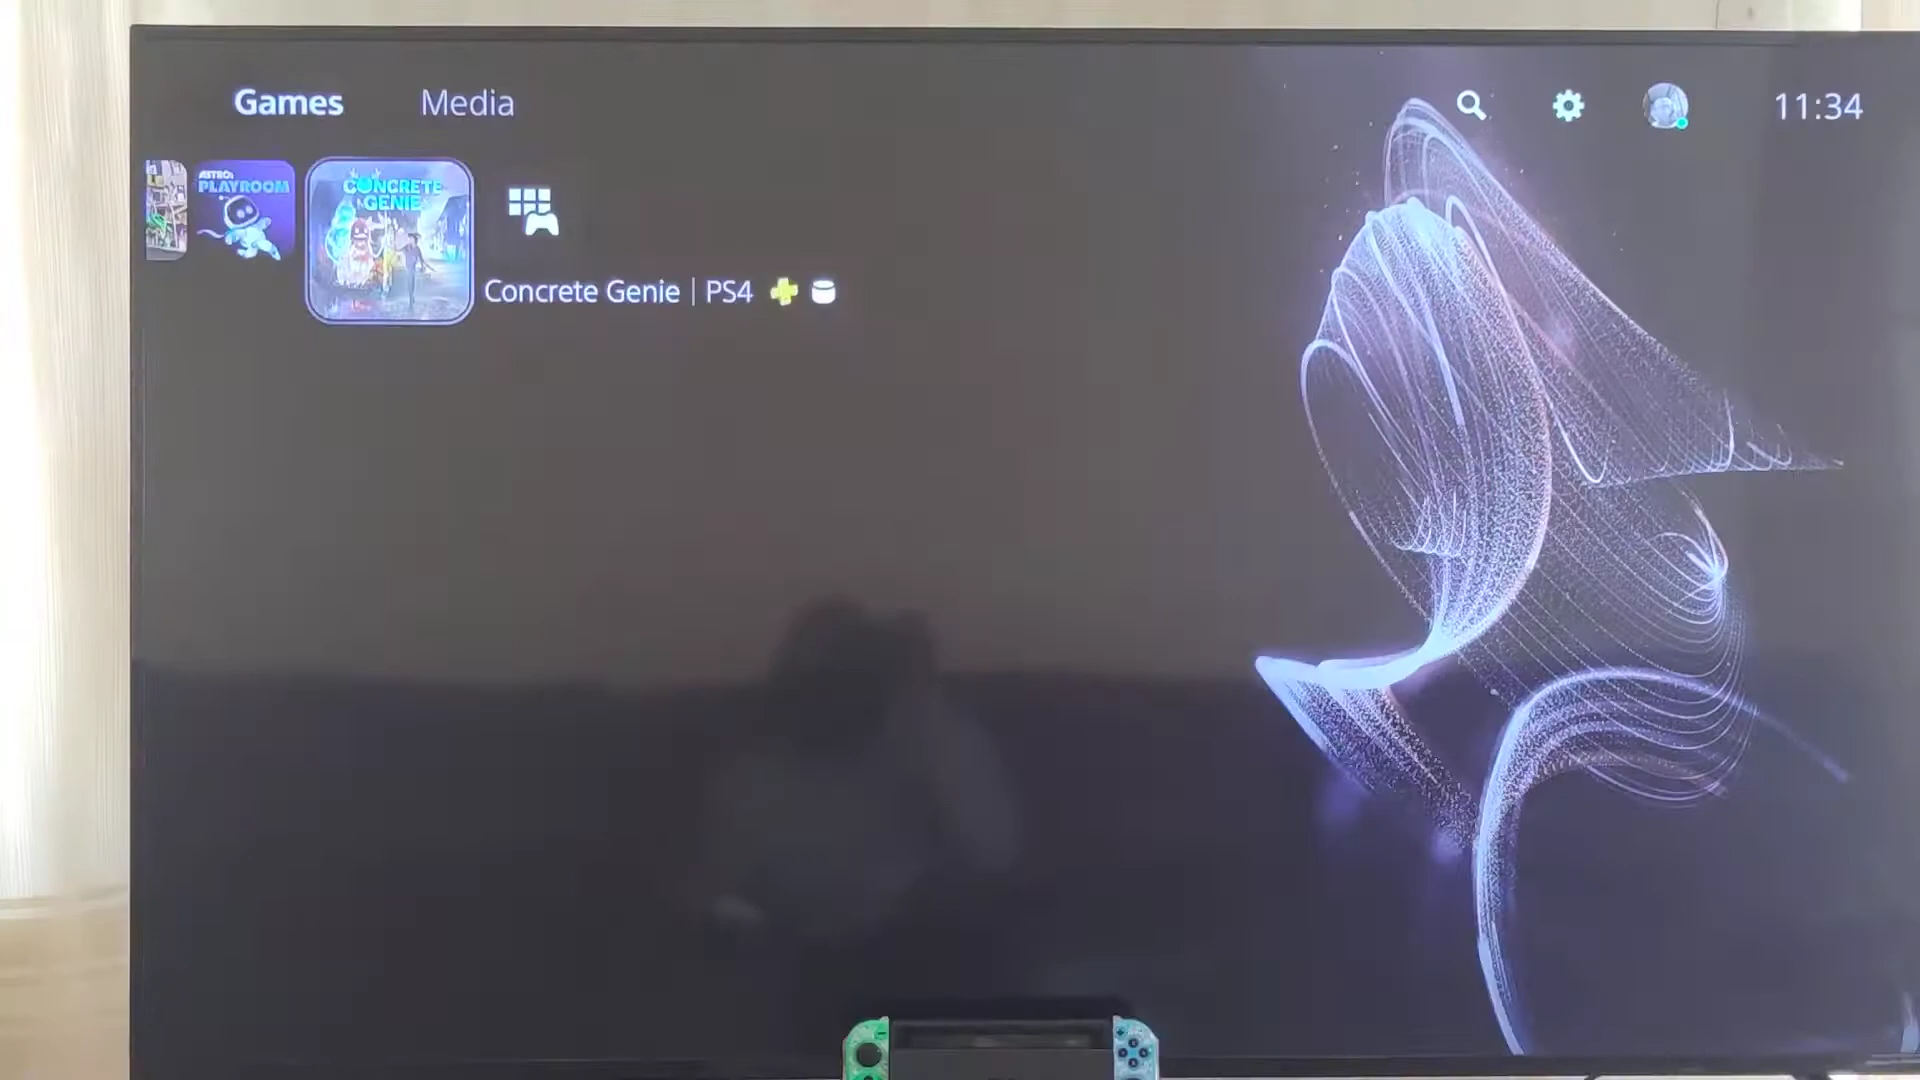 Games Media 11:34
ASTRO's
PLAYROOM
CONCRETE
GENIE
Concrete Genie | PS4